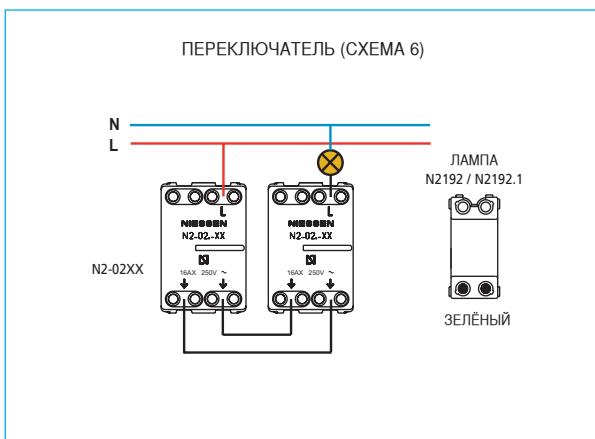 ПЕРЕКЛЮЧАТЕЛЬ (СХЕМА 6)
N
L
ЛАМПА
N2192 / N2192.1
L
NIESSEN
N2-02..-XX
16AX 250V ~
L
NIESSEN
N2-02..-XX
16AX 250V ~
N2-02XX
ЗЕЛЁНЫЙ